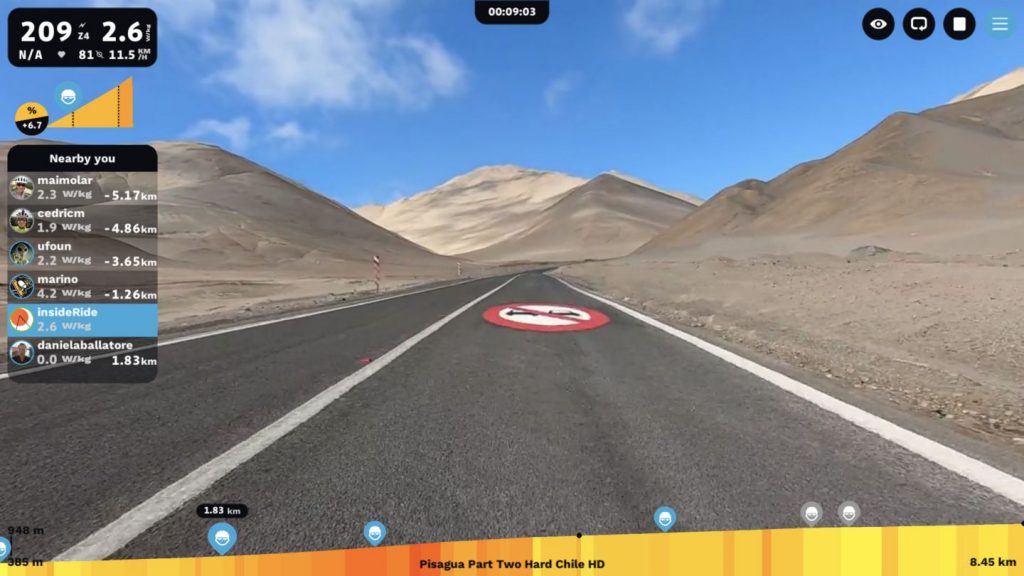 209 Z4 2.6 W/kg
N/A 81 11.5 KM/H
00:09:03
%
+6.7
Nearby you
maimolar
2.3 W/kg -5.17km
cedricm
1.9 W/kg -4.86km
ufoun
2.2 W/kg -3.65km
marino
4.2 W/kg -1.26km
insideRide
2.6 W/kg
danielaballatore
0.0 W/kg 1.83km
1.83 km
948 m
385 m
Pisagua Part Two Hard Chile HD
8.45 km